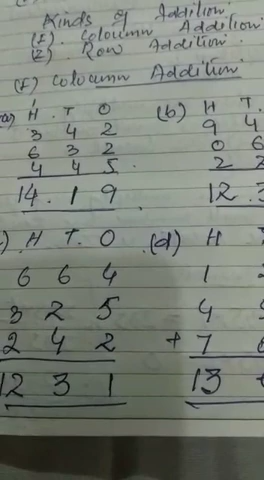 Kinds of Addition
(1). Coloumn Addition
(2). Row Addition.
(1) Coloumn Addition
(a) H. T O (b) H T.
3 4 2 9 4
6 3 2 0 6
4 4 5 2 2
14. 1 9 12. 3
H T. O (d) H
6 6 4 1
3 2 5 4
2 4 2 + 7
12 3 1 13